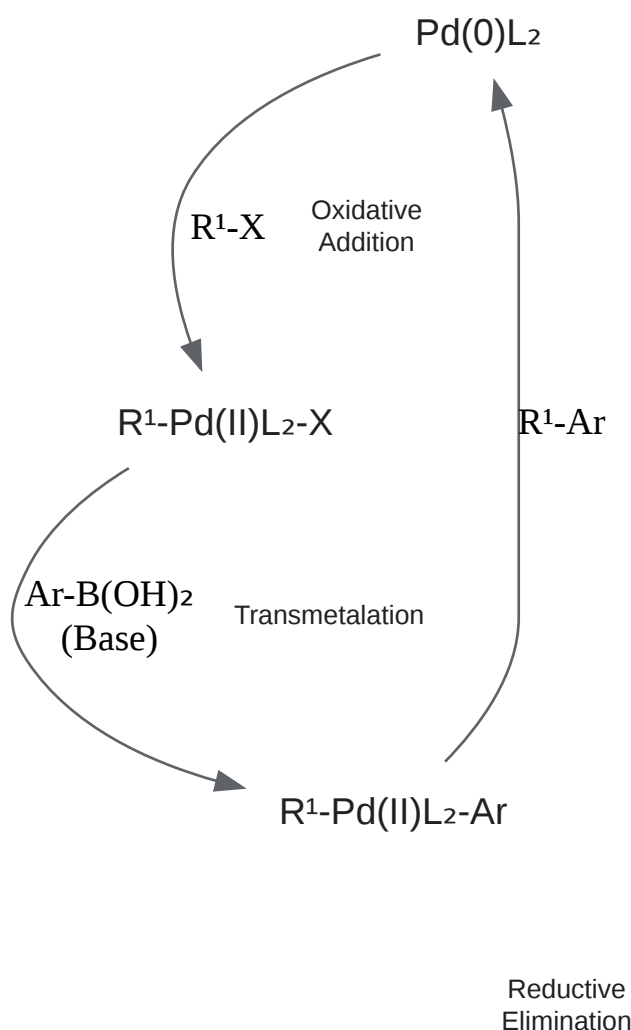 Pd(0)L₂
R¹-X
Oxidative
Addition
R¹-Pd(II)L₂-X
R¹-Ar
Ar-B(OH)₂
(Base)
Transmetalation
R¹-Pd(II)L₂-Ar
Reductive
Elimination